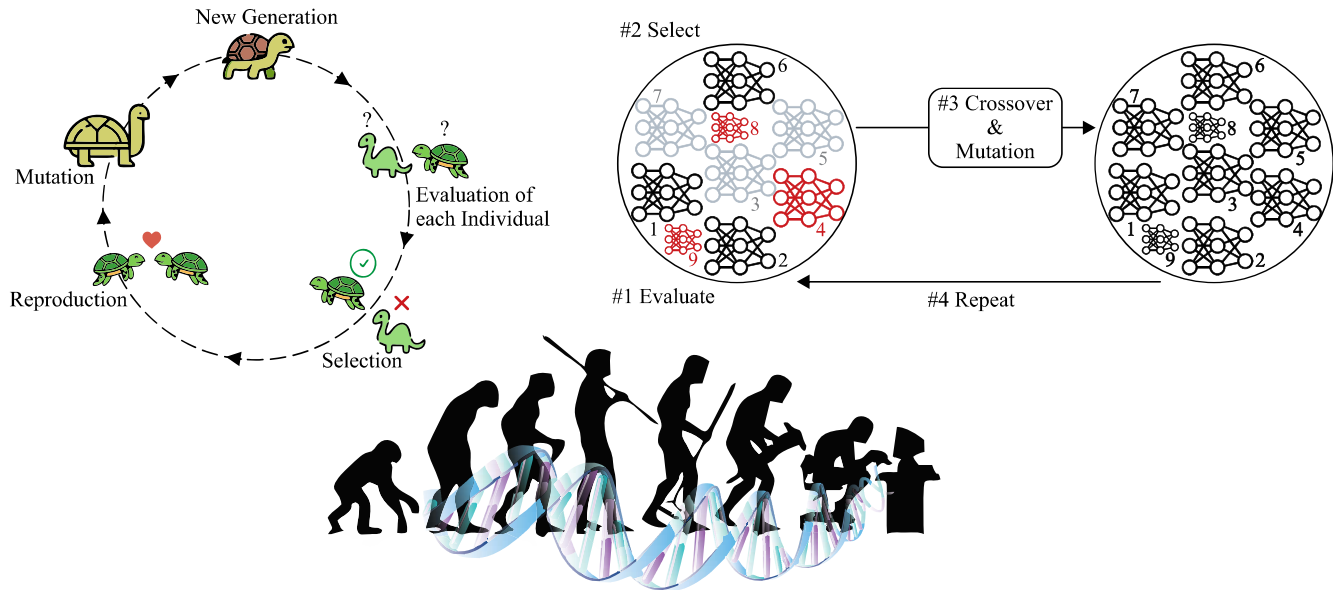 New Generation
?
?
Mutation
Evaluation of
each Individual
Reproduction
Selection
#2 Select
6
7
8
5
3
1
4
9
2
#1 Evaluate
#3 Crossover
&
Mutation
6
7
8
5
3
1
4
9
2
#4 Repeat